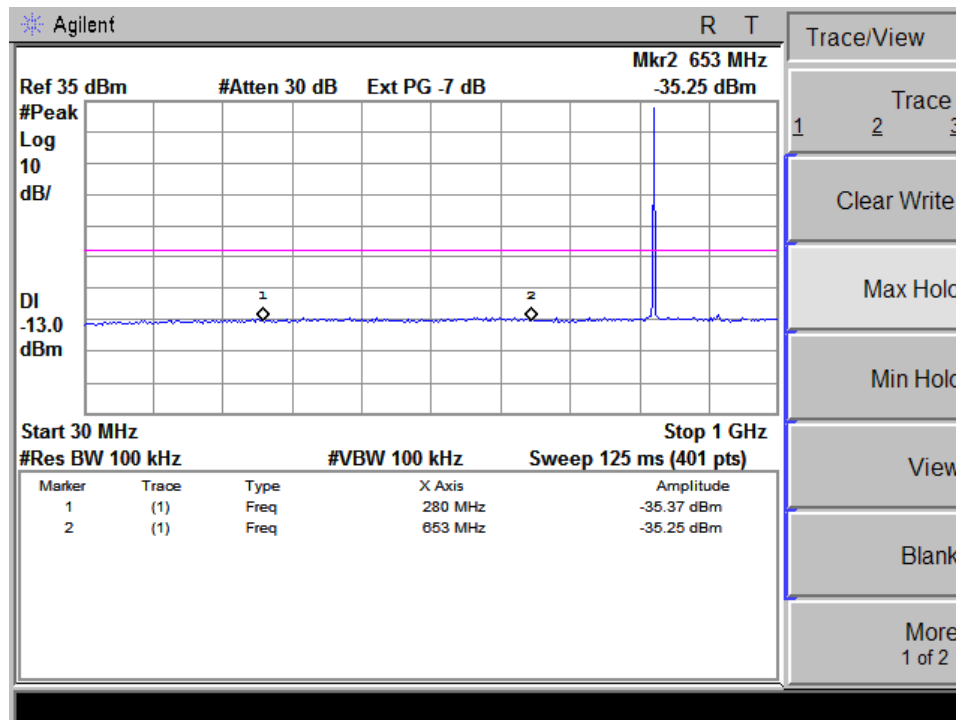 Agilent R T
Trace/View
Mkr2 653 MHz
Ref 35 dBm #Atten 30 dB Ext PG -7 dB -35.25 dBm
#Peak
Log
10
dB/
1
2
DI
-13.0
dBm
Start 30 MHz Stop 1 GHz
#Res BW 100 kHz #VBW 100 kHz Sweep 125 ms (401 pts)
Marker Trace Type X Axis Amplitude
1 (1) Freq 280 MHz -35.37 dBm
2 (1) Freq 653 MHz -35.25 dBm
Trace
1 2 3
Clear Write
Max Hold
Min Hold
View
Blank
More
1 of 2